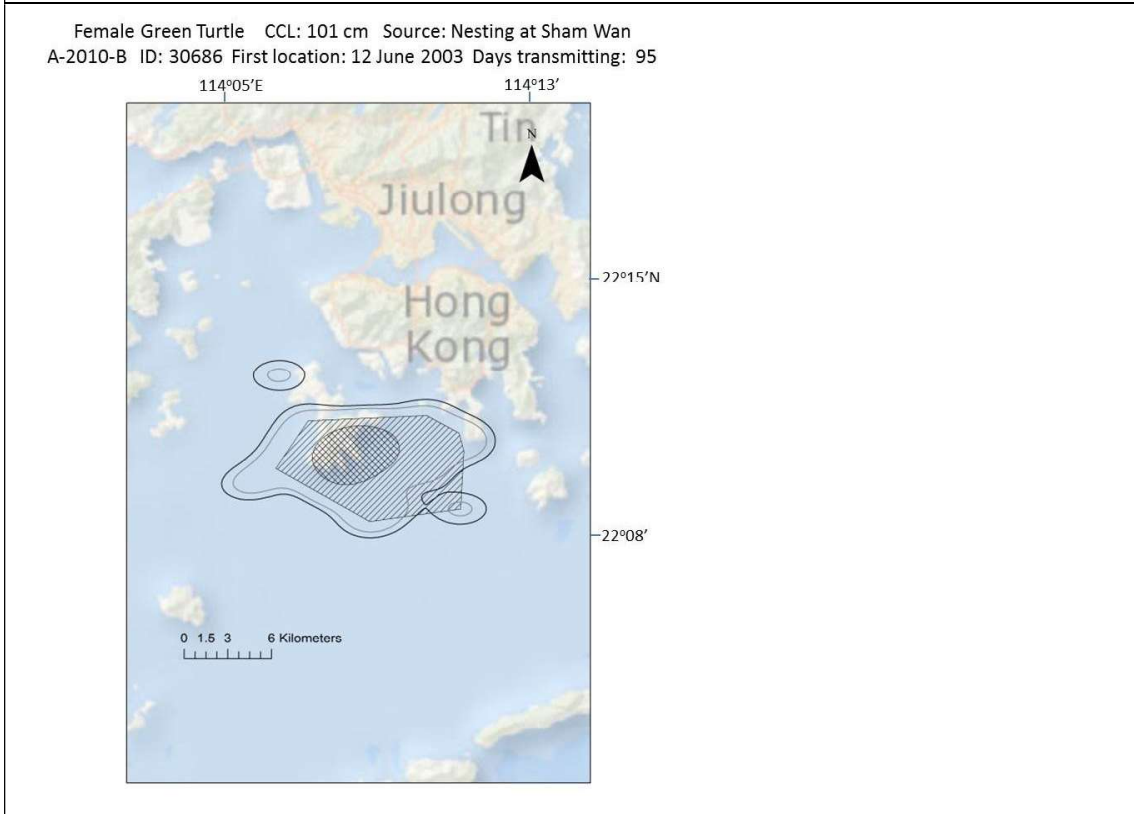 Female Green Turtle CCL: 101 cm Source: Nesting at Sham Wan
A-2010-B ID: 30686 First location: 12 June 2003 Days transmitting: 95
114°05'E 114°13'
Tin
N
Jiulong
22°15'N
Hong
Kong
22°08'
0 1.5 3 6 Kilometers